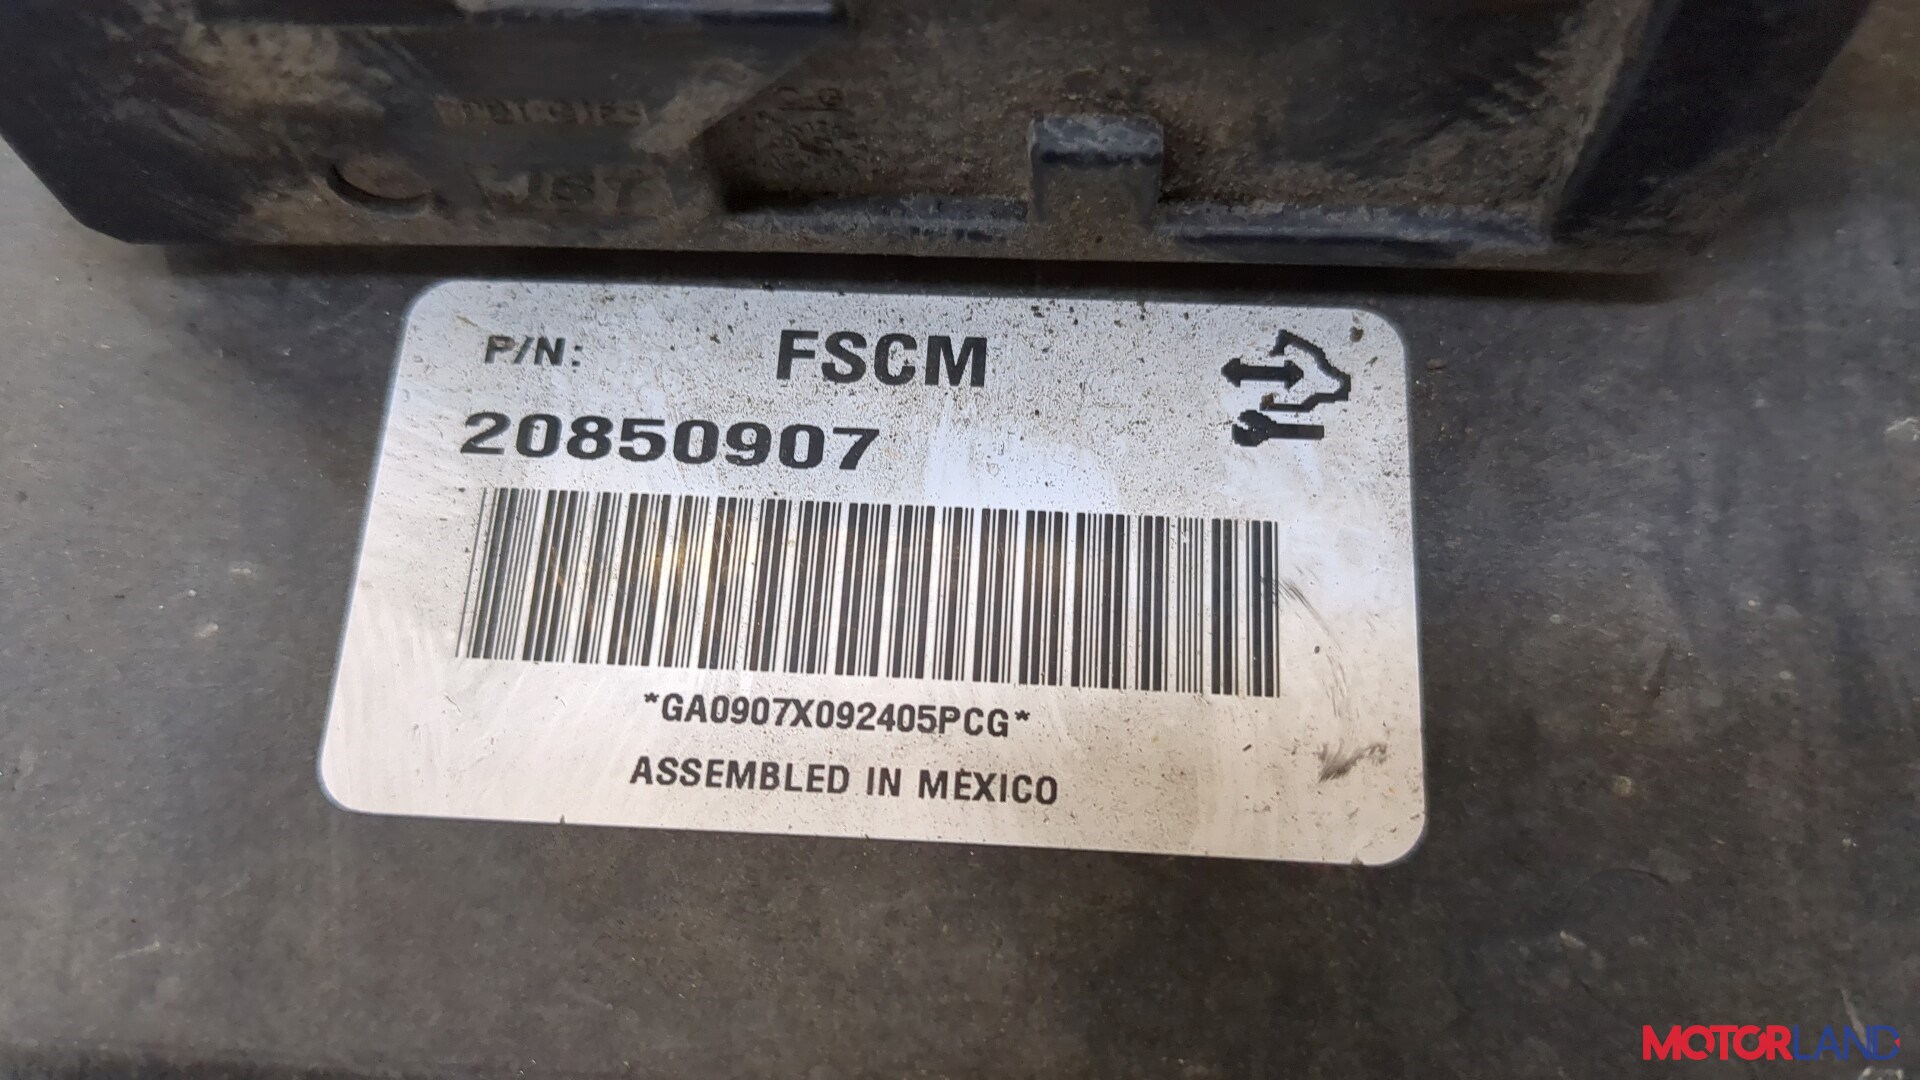 P/N: FSCM
20850907
*GA0907X092405PCG*
ASSEMBLED IN MEXICO
MOTORLAND